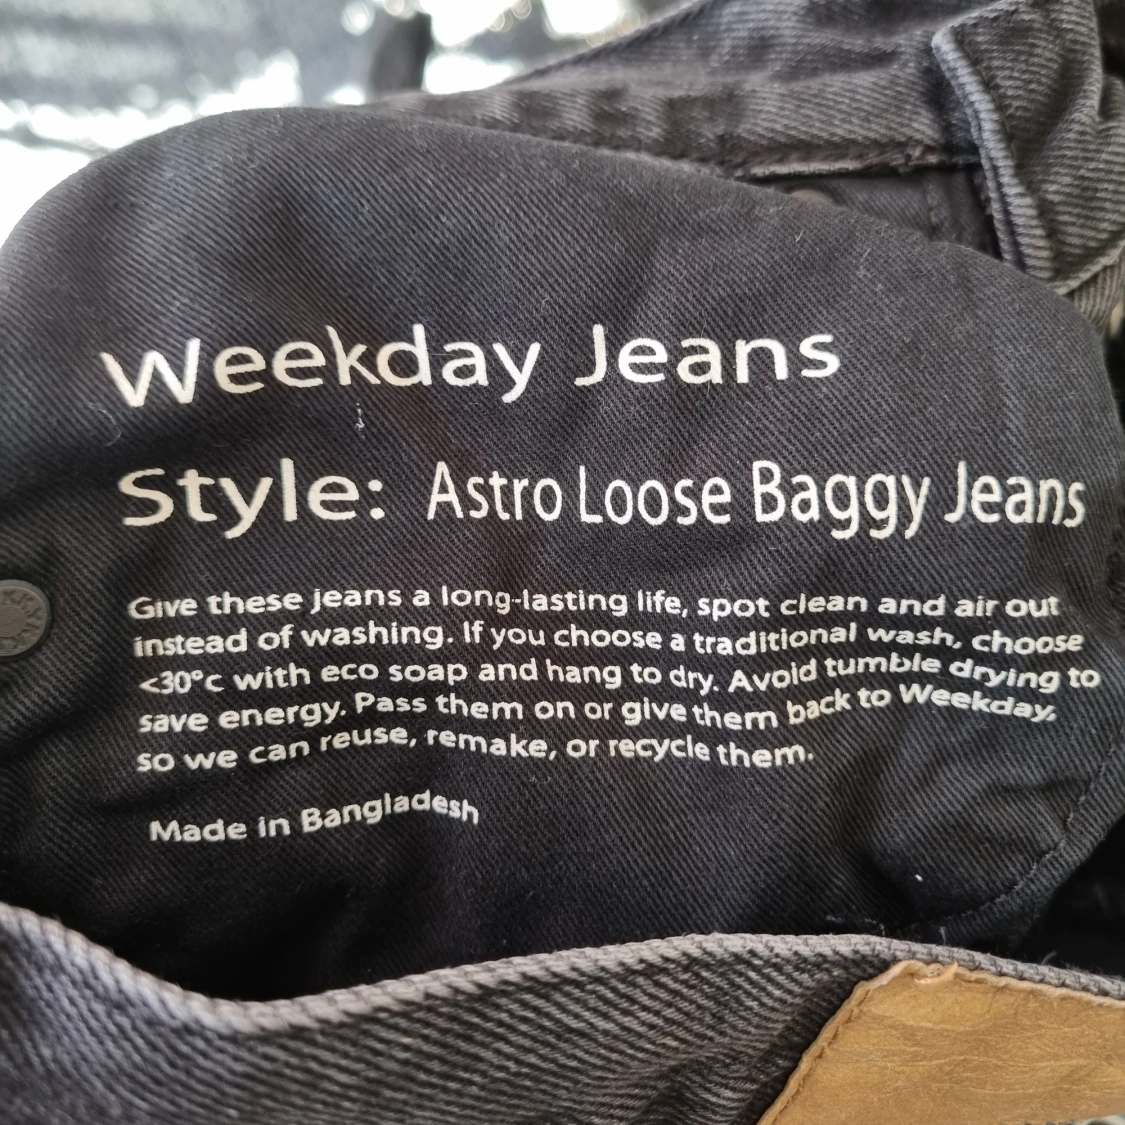 Weekday Jeans
Style: Astro Loose Baggy Jeans
Give these jeans a long-lasting life, spot clean and air out
instead of washing. If you choose a traditional wash, choose
<30°c with eco soap and hang to dry. Avoid tumble drying to
save energy. Pass them on or give them back to Weekday,
so we can reuse, remake, or recycle them.
Made in Bangladesh